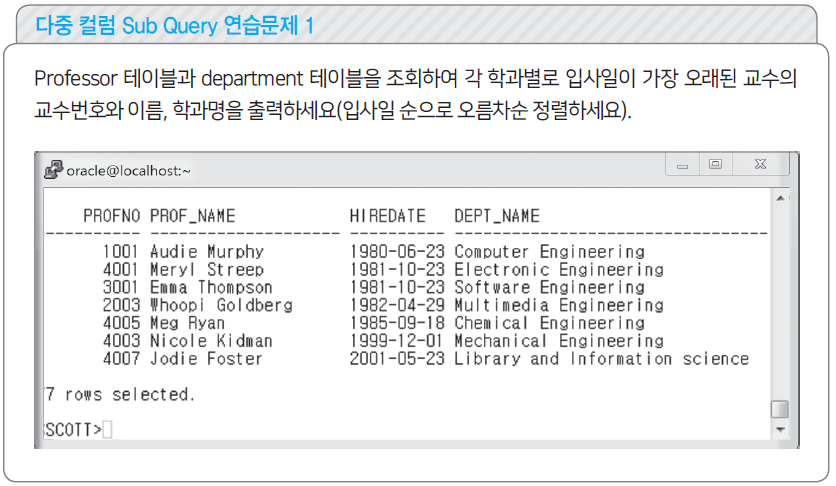 다중 컬럼 Sub Query 연습문제 1
Professor 테이블과 department 테이블을 조회하여 각 학과별로 입사일이 가장 오래된 교수의
교수번호와 이름, 학과명을 출력하세요(입사일 순으로 오름차순 정렬하세요).
oracle@localhost:~
PROFNO PROF_NAME HIREDATE DEPT_NAME
---------- -------------------- ---------- ------------------------------
1001 Audie Murphy 1980-06-23 Computer Engineering
4001 Meryl Streep 1981-10-23 Electronic Engineering
3001 Emma Thompson 1981-10-23 Software Engineering
2003 Whoopi Goldberg 1982-04-29 Multimedia Engineering
4005 Meg Ryan 1985-09-18 Chemical Engineering
4003 Nicole Kidman 1999-12-01 Mechanical Engineering
4007 Jodie Foster 2001-05-23 Library and Information science
7 rows selected.
SCOTT>